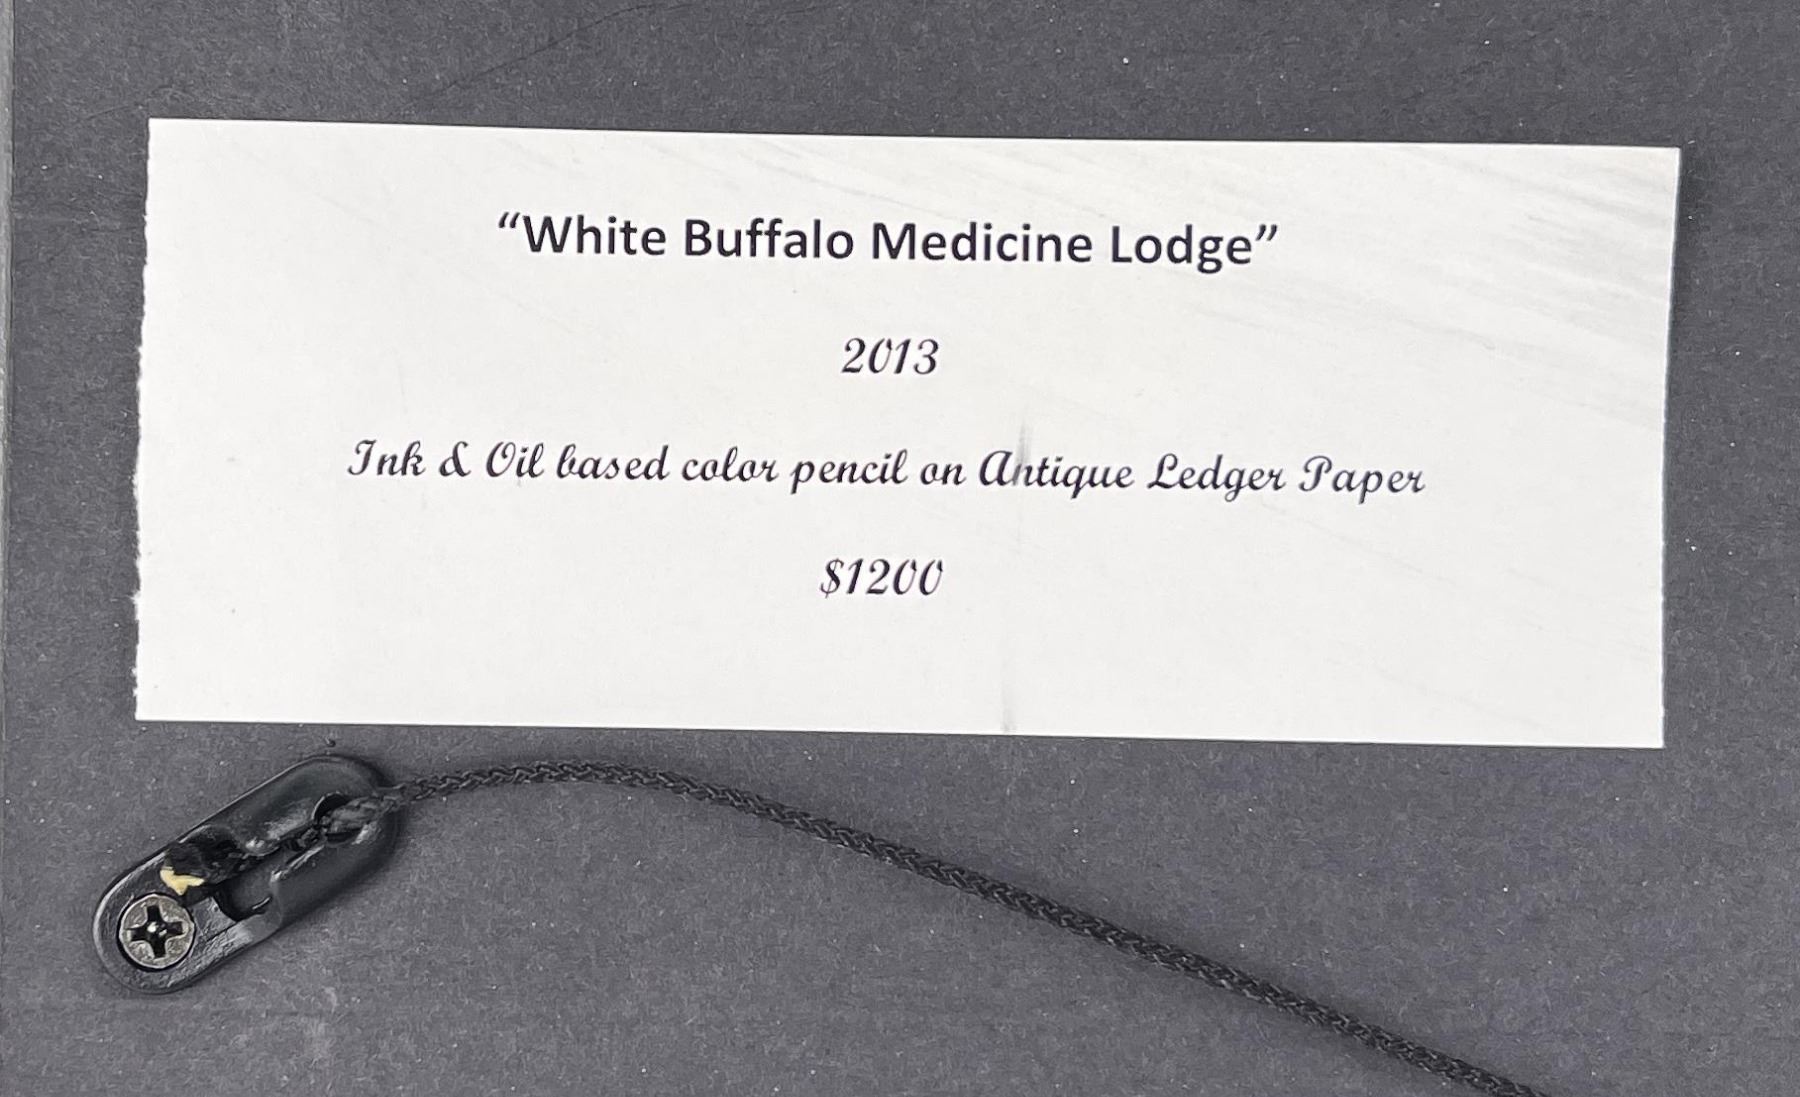 “White Buffalo Medicine Lodge”
2013
Ink & Oil based color pencil on Antique Ledger Paper
$1200